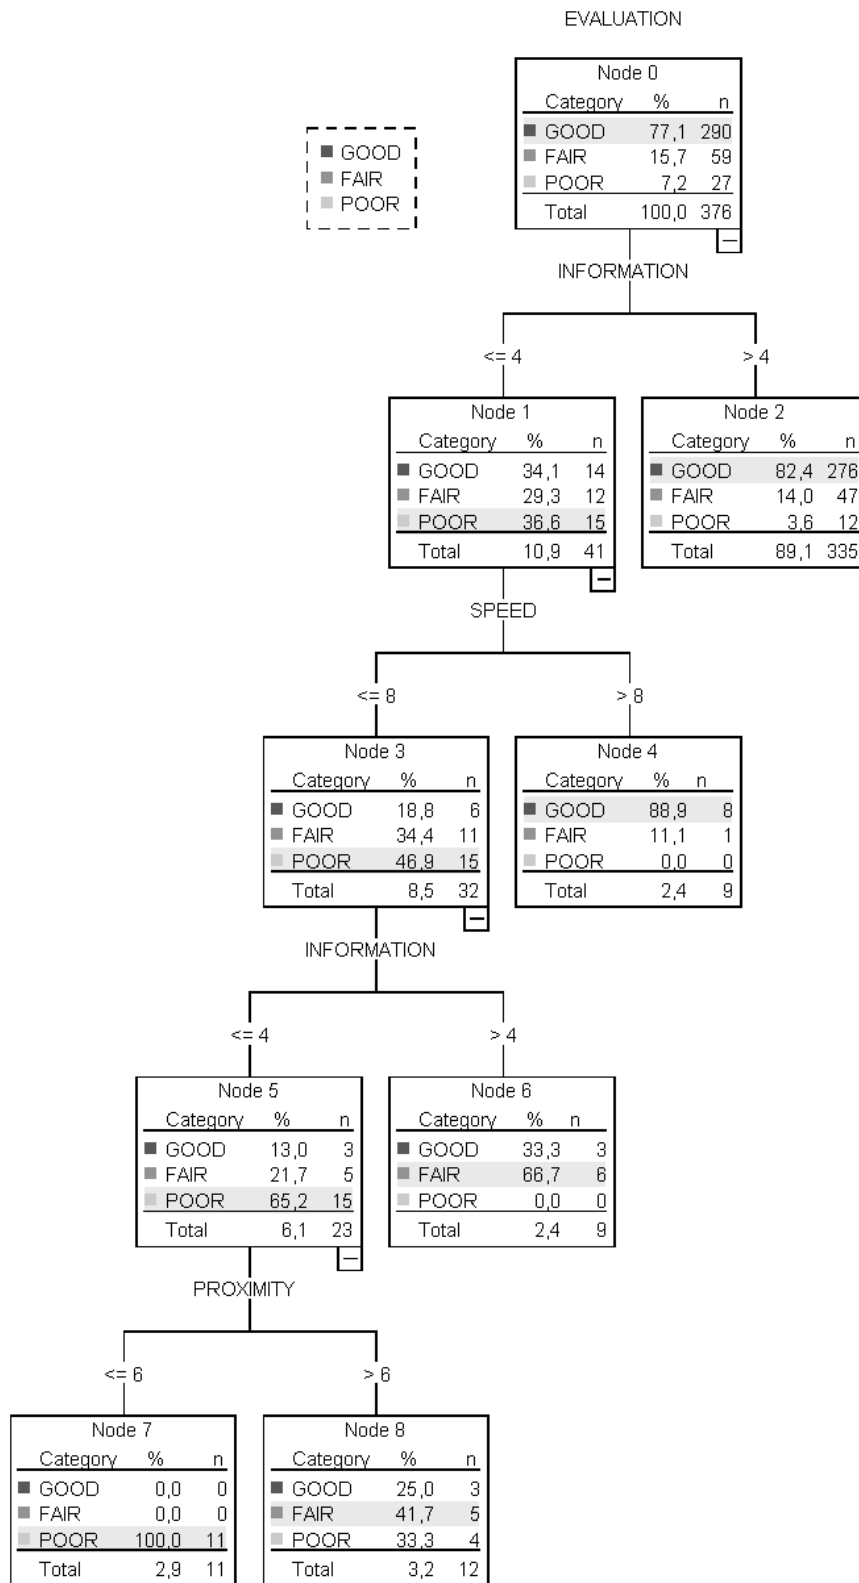 EVALUATION
Node 0
Category % n
GOOD 77,1 290
FAIR 15,7 59
POOR 7,2 27
Total 100,0 376
GOOD
FAIR
POOR
INFORMATION
<= 4
> 4
Node 1
Category % n
GOOD 34,1 14
FAIR 29,3 12
POOR 36,6 15
Total 10,9 41
Node 2
Category % n
GOOD 82,4 276
FAIR 14,0 47
POOR 3,6 12
Total 89,1 335
SPEED
<= 8
> 8
Node 3
Category % n
GOOD 18,8 6
FAIR 34,4 11
POOR 46,9 15
Total 8,5 32
Node 4
Category % n
GOOD 88,9 8
FAIR 11,1 1
POOR 0,0 0
Total 2,4 9
INFORMATION
<= 4
> 4
Node 5
Category % n
GOOD 13,0 3
FAIR 21,7 5
POOR 65,2 15
Total 6,1 23
Node 6
Category % n
GOOD 33,3 3
FAIR 66,7 6
POOR 0,0 0
Total 2,4 9
PROXIMITY
<= 6
> 6
Node 7
Category % n
GOOD 0,0 0
FAIR 0,0 0
POOR 100,0 11
Total 2,9 11
Node 8
Category % n
GOOD 25,0 3
FAIR 41,7 5
POOR 33,3 4
Total 3,2 12